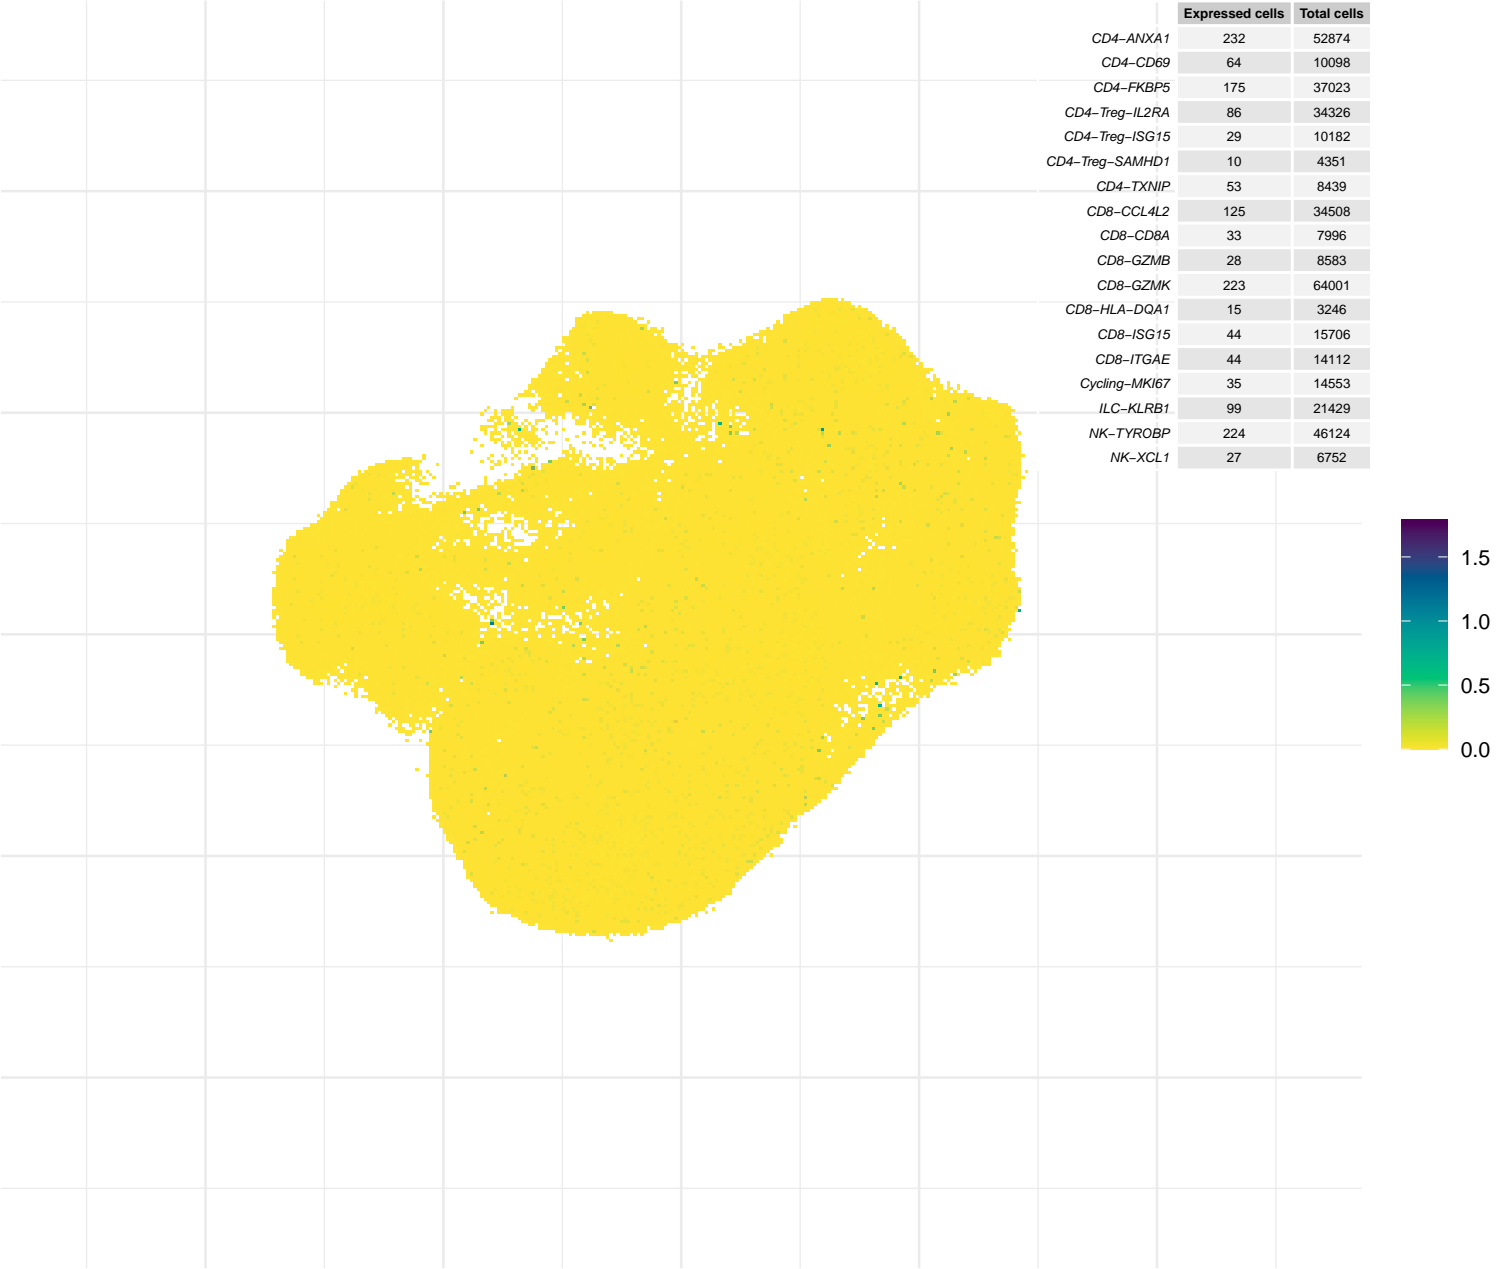 Expressed cells Total cells
CD4−ANXA1 232 52874
CD4−CD69 64 10098
CD4−FKBP5 175 37023
CD4−Treg−IL2RA 86 34326
CD4−Treg−ISG15 29 10182
CD4−Treg−SAMHD1 10 4351
CD4−TXNIP 53 8439
CD8−CCL4L2 125 34508
CD8−CD8A 33 7996
CD8−GZMB 28 8583
CD8−GZMK 223 64001
CD8−HLA−DQA1 15 3246
CD8−ISG15 44 15706
CD8−ITGAE 44 14112
Cycling−MKI67 35 14553
ILC−KLRB1 99 21429
NK−TYROBP 224 46124
NK−XCL1 27 6752
1.5
1.0
0.5
0.0